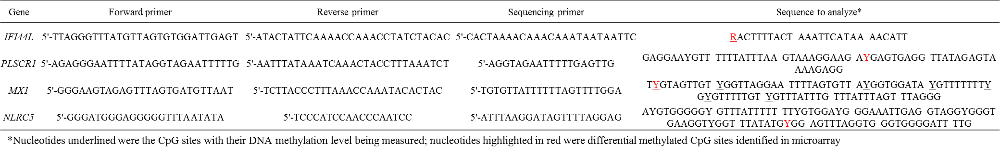 Gene Forward primer Reverse primer Sequencing primer Sequence to analyze*
IFI44L 5'-TTAGGGTTTATGTTAGTGTGGATTGAGT 5'-ATACTATTCAAAACCAAACCTATCTACAC 5'-CACTAAAACAAACAAATAATAATTC RACTTTTACT AAATTCATAA AACATT
PLSCR1 5'-AGAGGGAATTTTATAGGTAGAATTTTTG 5'-AATTTATAAATCAAACTACCTTTAAATCT 5'-AGGTAGAATTTTTGAGTTG GAGGAAYGTT TTTTATTTAA GTAAAGGAAG AYGAGTGAGG TTATAGAGTA
AAAGAGG
MX1 5'-GGGAAGTAGAGTTTAGTGATGTTAAT 5'-TCTTACCCTTTAAACCAAATACACTAC 5'-TGTGTTATTTTTTAGTTTTGGA TYGTAGTTGT YGGTTAGGAA TTTTAGTGTT AYGGTGGATA YGTTTTTTTY
GYGTTTTTGT YGTTTATTTG TTTATTTAGT TTAGGG
NLRC5 5'-GGGATGGGAGGGGGTTTAATATA 5'-TCCCATCCAACCCAATCC 5'-ATTTAAGGATAGTTTTAGGAG AYGTGGGGGY GTTTATTTTT TTYGTGGAYG GGAAATTGAG GTAGGYGGGT
GAAGGTYGGT TTATATGYGG AGTTTAGGTG GGTGGGGATT TTG
*Nucleotides underlined were the CpG sites with their DNA methylation level being measured; nucleotides highlighted in red were differential methylated CpG sites identified in microarray